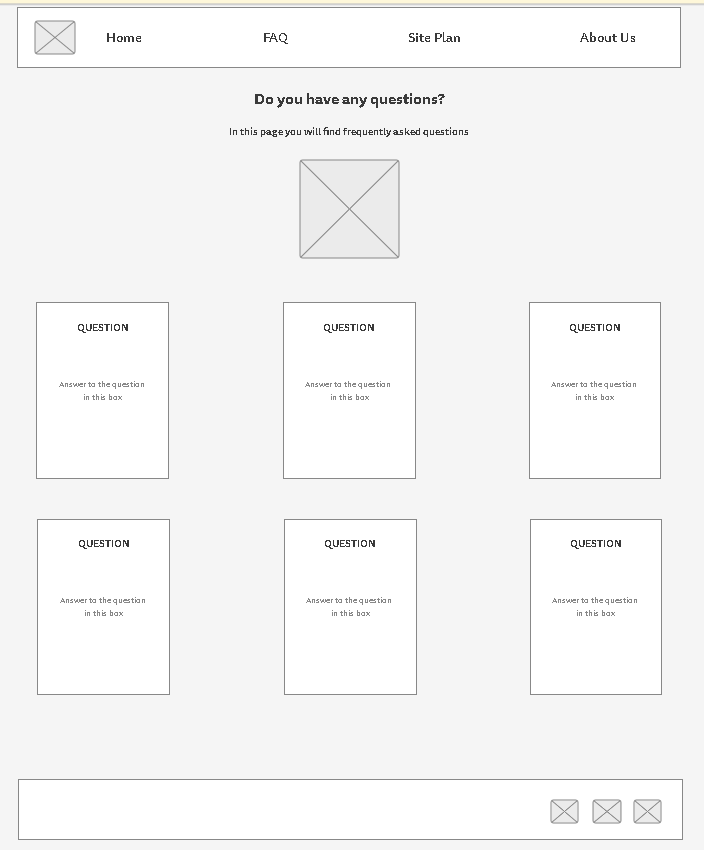 Home FAQ Site Plan About Us
Do you have any questions?
In this page you will find frequently asked questions
QUESTION QUESTION QUESTION
Answer to the question Answer to the question Answer to the question
in this box in this box in this box
QUESTION QUESTION QUESTION
Answer to the question Answer to the question Answer to the question
in this box in this box in this box